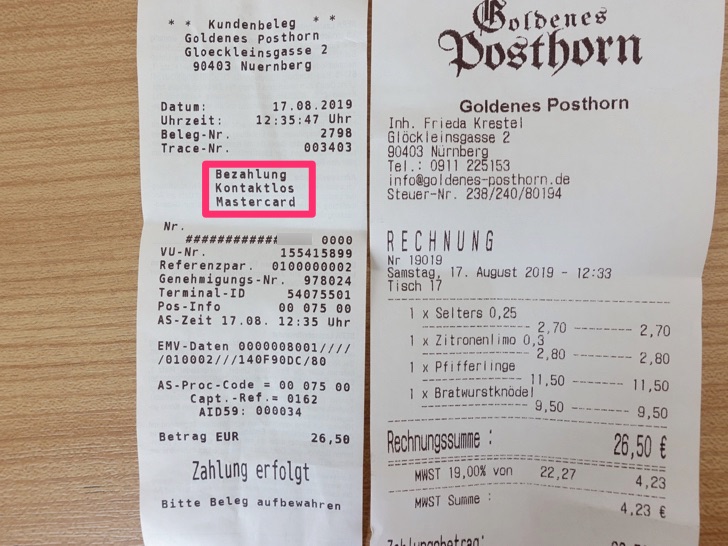 * * Kundenbeleg * *
Goldenes Posthorn
Gloeckleinsgasse 2
90403 Nuernberg
Datum: 17.08.2019
Uhrzeit: 12:35:47 Uhr
Beleg-Nr. 2798
Trace-Nr. 003403
Bezahlung
Kontaktlos
Mastercard
Nr.
############ 0000
VU-Nr. 155415899
Referenzpar. 0100000002
Genehmigungs-Nr. 978024
Terminal-ID 54075501
Pos-Info 00 075 00
AS-Zeit 17.08. 12:35 Uhr
EMV-Daten 0000008001////
/010002///140F90DC/80
AS-Proc-Code = 00 075 00
Capt.-Ref.= 0162
AID59: 000034
Betrag EUR 26,50
Zahlung erfolgt
Bitte Beleg aufbewahren
Goldenes
Posthorn
Goldenes Posthorn
Inh. Frieda Krestel
Glöckleinsgasse 2
90403 Nürnberg
Tel.: 0911 225153
info@goldenes-posthorn.de
Steuer-Nr. 238/240/80194
RECHNUNG
Nr 19019
Samstag, 17. August 2019 - 12:33
Tisch 17
1 x Selters 0,25
2,70 2,70
1 x Zitronenlimo 0,3
2,80 2,80
1 x Pfifferlinge
11,50 11,50
1 x Bratwurstknödel
9,50 9,50
Rechnungssumme : 26,50 €
MWST 19,00% von 22,27 4,23
MWST Summe : 4,23 €
Zahlungsbetrag: